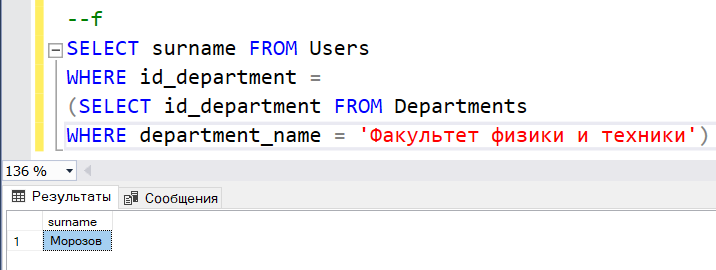 --f
SELECT surname FROM Users
WHERE id_department =
(SELECT id_department FROM Departments
WHERE department_name = 'Факультет физики и техники')
136 %
Результаты Сообщения
surname
1 Морозов